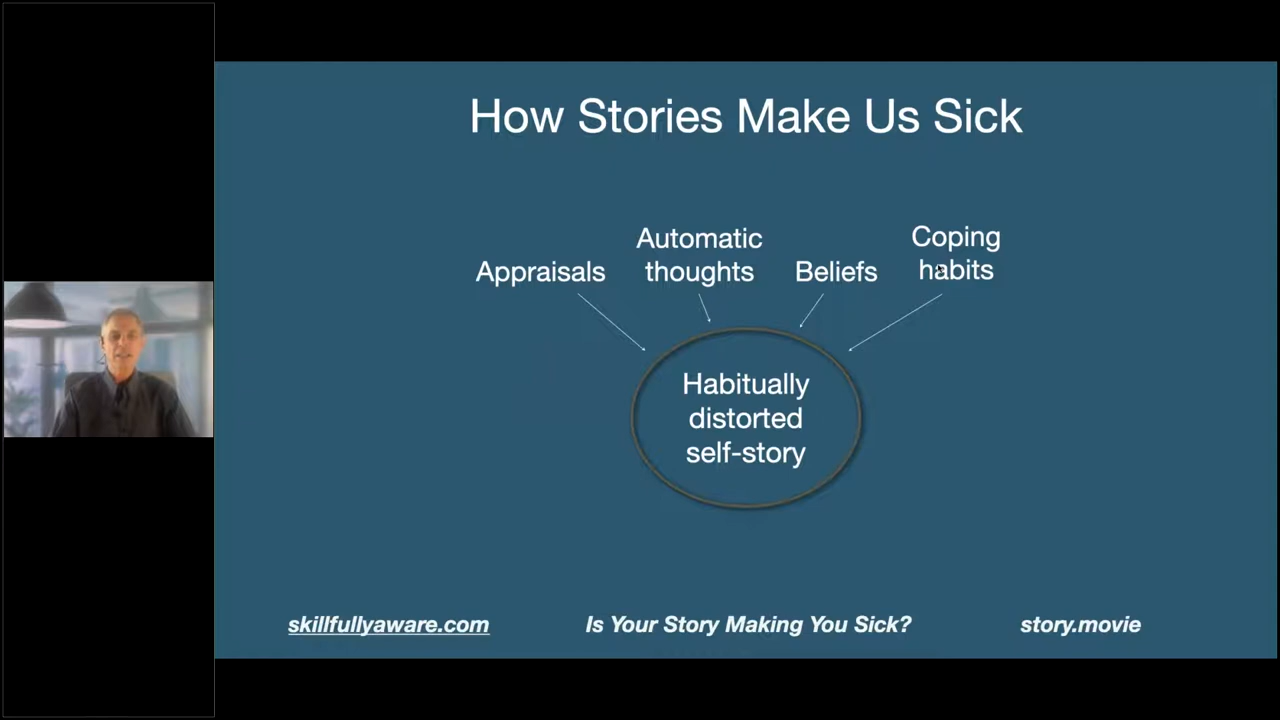 How Stories Make Us Sick
Appraisals
Automatic
thoughts
Beliefs
Coping
habits
Habitually
distorted
self-story
skillfullyaware.com
Is Your Story Making You Sick?
story.movie